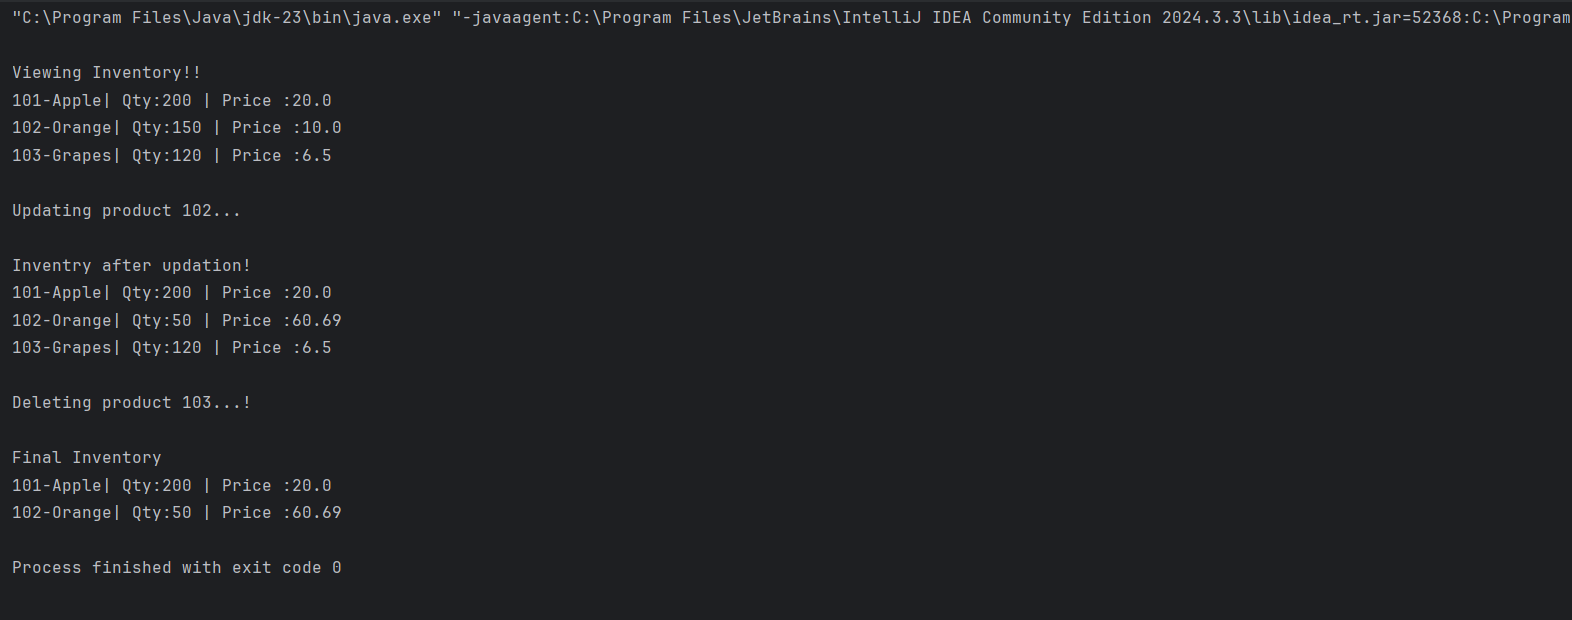 "C:\Program Files\Java\jdk-23\bin\java.exe" "-javaagent:C:\Program Files\JetBrains\IntelliJ IDEA Community Edition 2024.3.3\lib\idea_rt.jar=52368:C:\Program
Viewing Inventory!!
101-Apple| Qty:200 | Price :20.0
102-Orange| Qty:150 | Price :10.0
103-Grapes| Qty:120 | Price :6.5
Updating product 102...
Inventry after updation!
101-Apple| Qty:200 | Price :20.0
102-Orange| Qty:50 | Price :60.69
103-Grapes| Qty:120 | Price :6.5
Deleting product 103...!
Final Inventory
101-Apple| Qty:200 | Price :20.0
102-Orange| Qty:50 | Price :60.69
Process finished with exit code 0